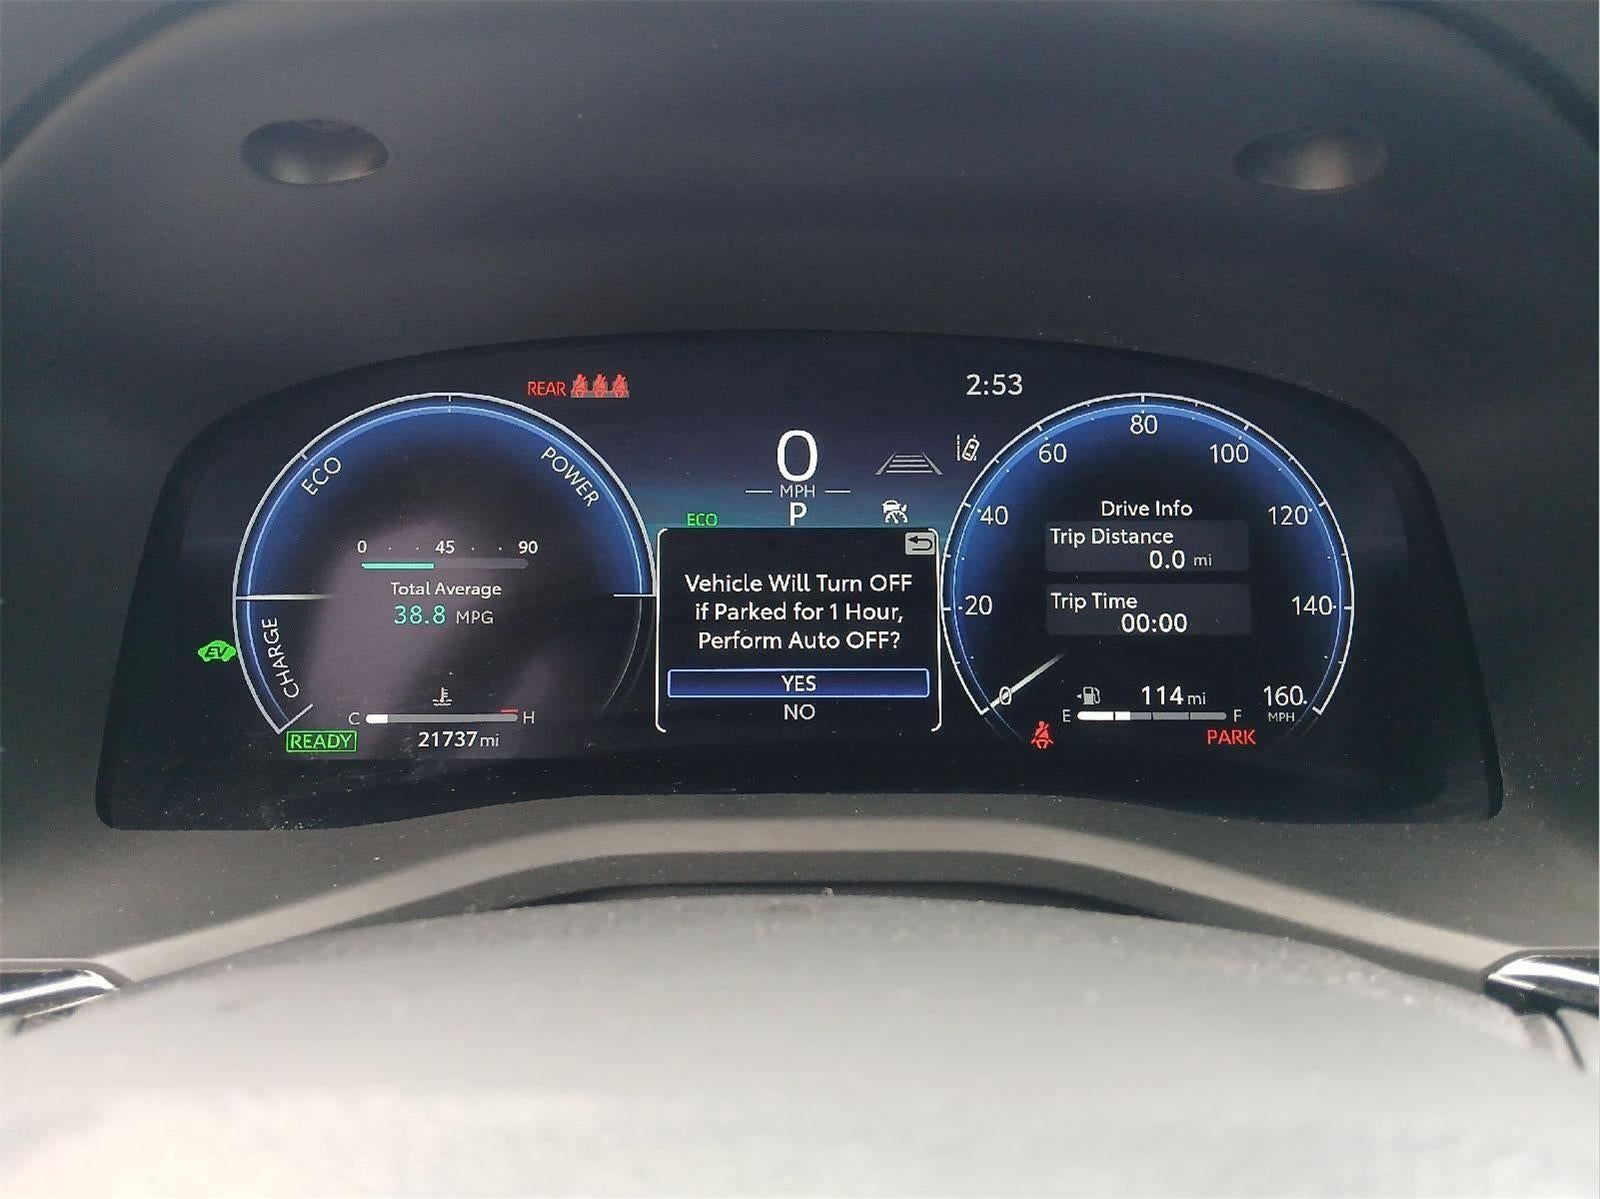 REAR
2:53
ECO
POWER
CHARGE
0 45 90
Total Average
38.8 MPG
EV
C H
READY
21737 mi
0
MPH
P
ECO
Vehicle Will Turn OFF
if Parked for 1 Hour,
Perform Auto OFF?
YES
NO
0
20
40
60
80
100
120
140
160
MPH
Drive Info
Trip Distance
0.0 mi
Trip Time
00:00
114 mi
E F
PARK